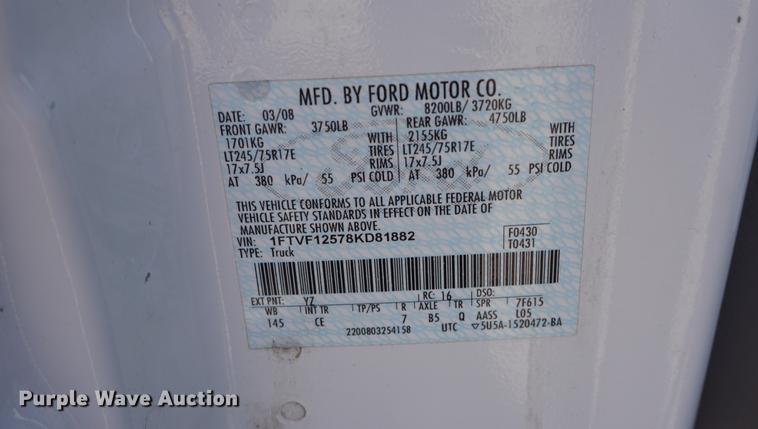 MFD. BY FORD MOTOR CO.
DATE: 03/08 GVWR: 8200LB/ 3720KG
FRONT GAWR: 3750LB REAR GAWR: 4750LB
1701KG WITH 2155KG WITH
LT245/75R17E TIRES LT245/75R17E TIRES
17x7.5J RIMS 17x7.5J RIMS
AT 380 kPa/ 55 PSI COLD AT 380 kPa/ 55 PSI COLD
THIS VEHICLE CONFORMS TO ALL APPLICABLE FEDERAL MOTOR
VEHICLE SAFETY STANDARDS IN EFFECT ON THE DATE OF
MANUFACTURE SHOWN ABOVE.
VIN: 1FTVF12578KD81882 F0430
TYPE: Truck T0431
EXT PNT: YZ RC: 16 DSO:
WB INT TR TP/PS R AXLE TR SPR 7F615
145 CE 7 B5 Q AASS L05
2200803254158 UTC ▽5U5A-1520472-BA
Purple Wave Auction